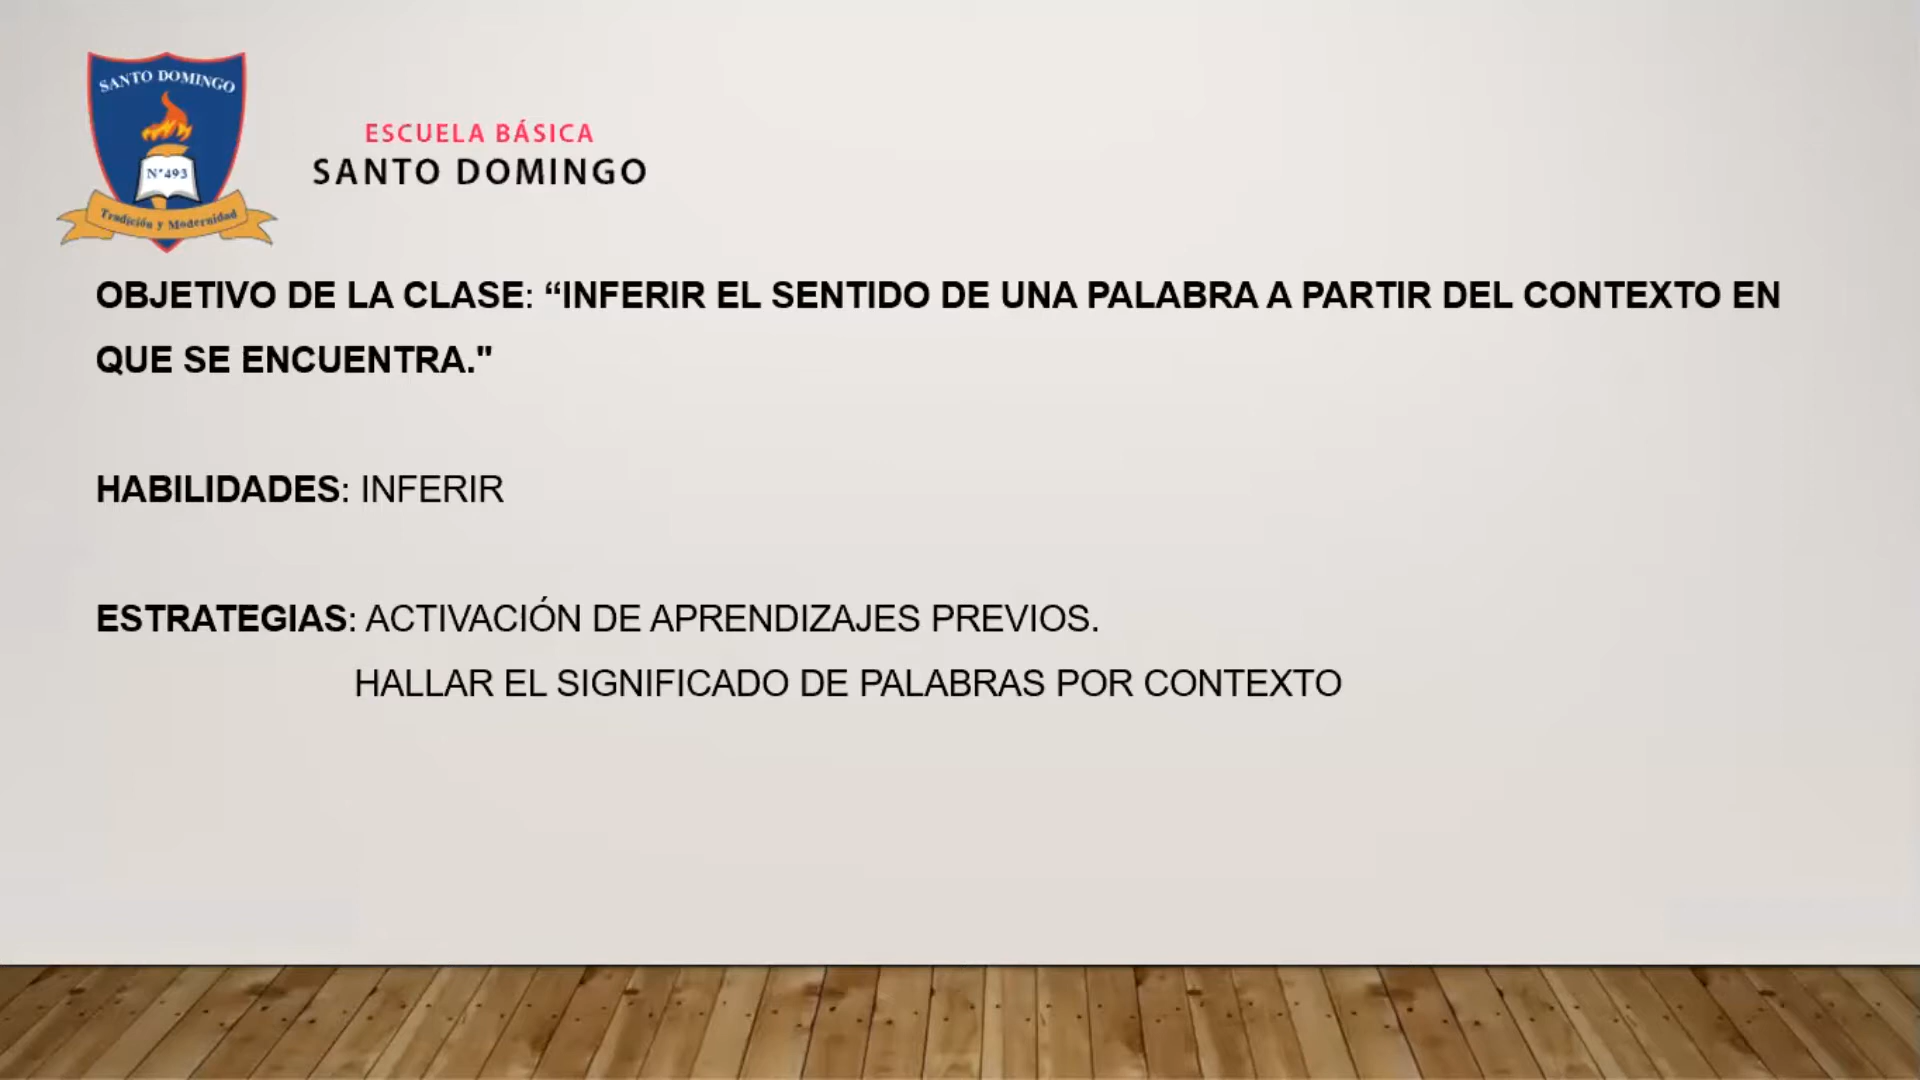 SANTO DOMINGO
N°493
Tradición y Modernidad
ESCUELA BÁSICA
SANTO DOMINGO
OBJETIVO DE LA CLASE: “INFERIR EL SENTIDO DE UNA PALABRA A PARTIR DEL CONTEXTO EN
QUE SE ENCUENTRA."
HABILIDADES: INFERIR
ESTRATEGIAS: ACTIVACIÓN DE APRENDIZAJES PREVIOS.
HALLAR EL SIGNIFICADO DE PALABRAS POR CONTEXTO